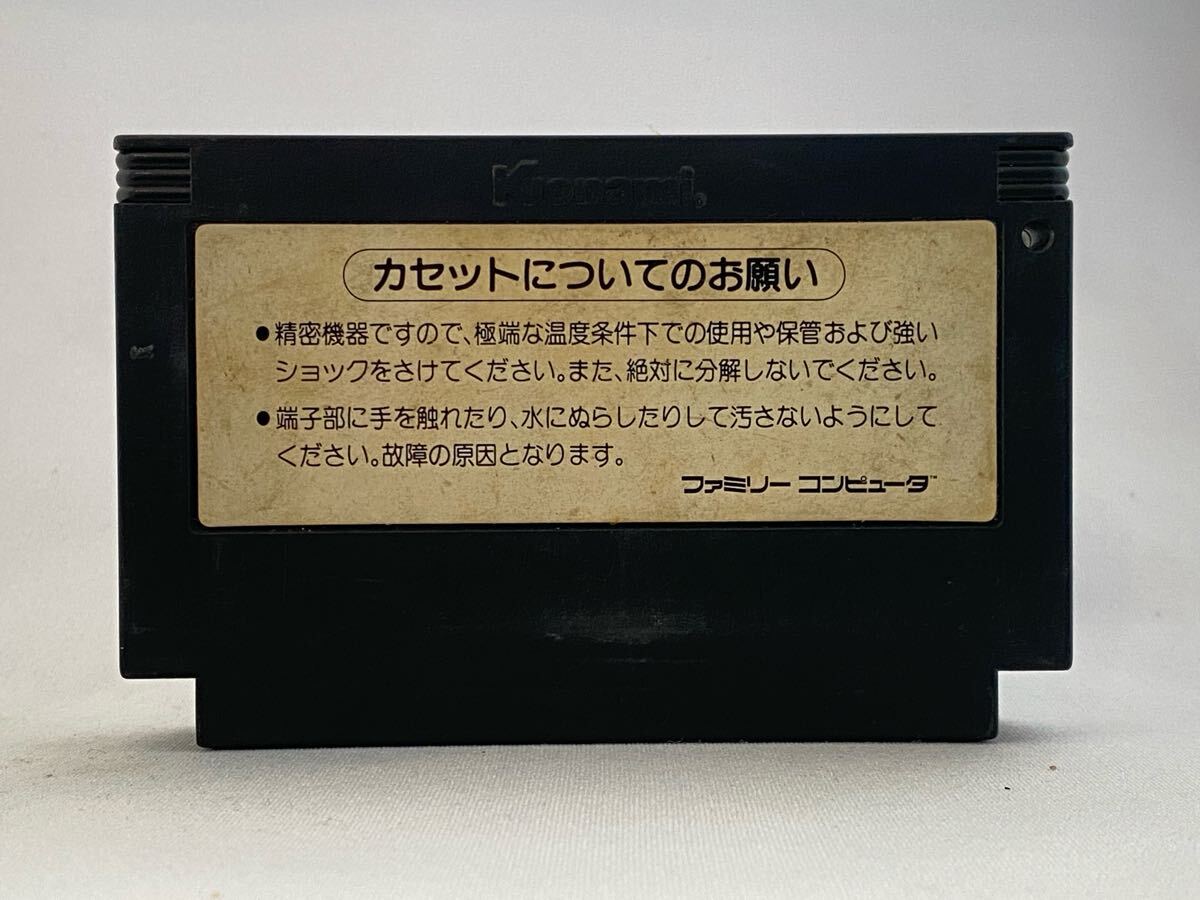 Konami.
カセットについてのお願い
●精密機器ですので、極端な温度条件下での使用や保管および強い
ショックをさけてください。また、絶対に分解しないでください。
●端子部に手を触れたり、水にぬらしたりして汚さないようにして
ください。故障の原因となります。
ファミリー コンピュータ™